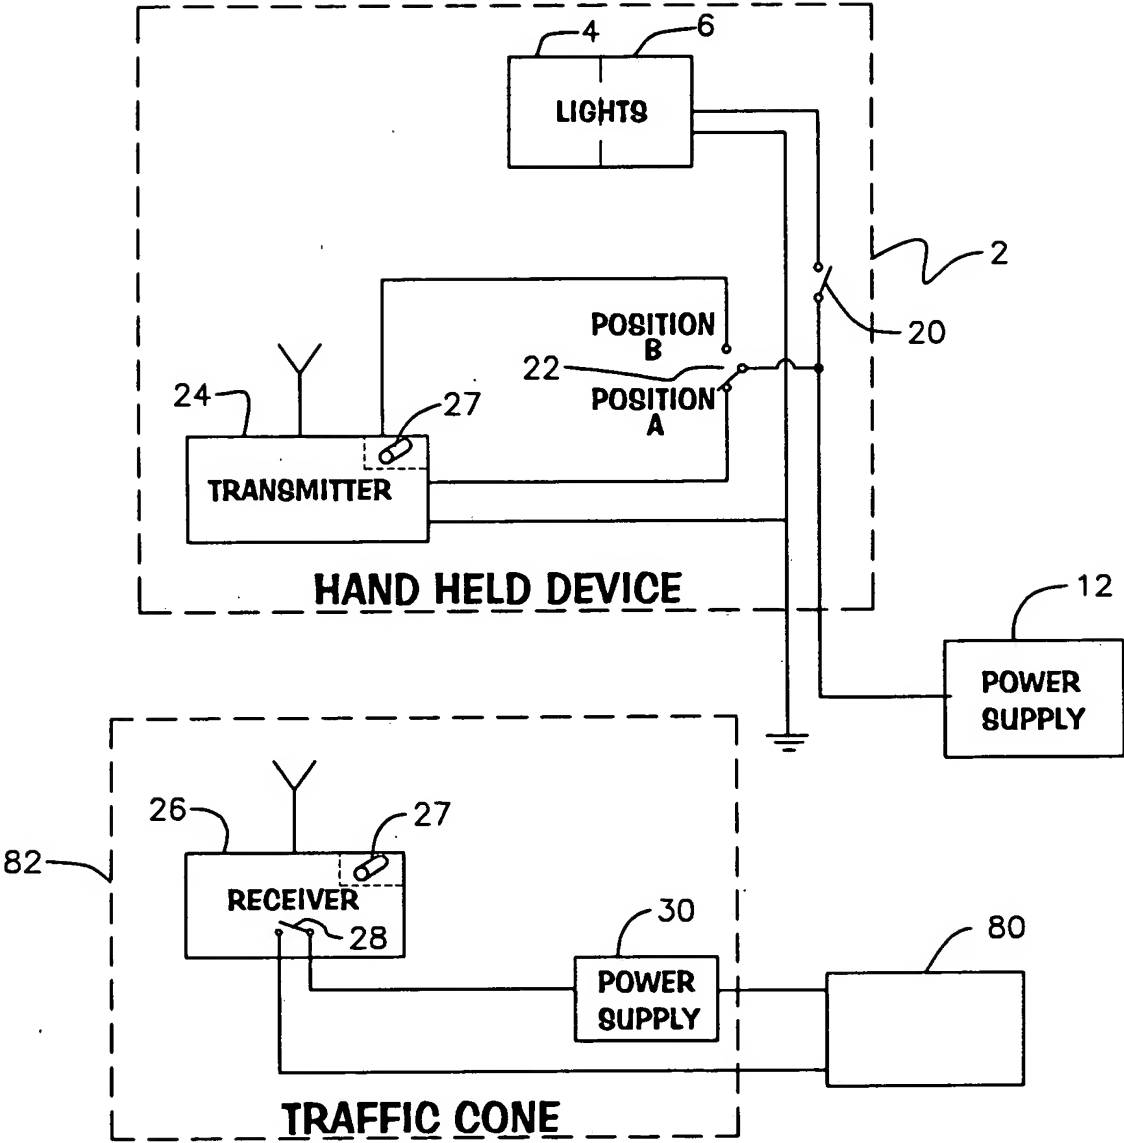 4
6
LIGHTS
2
20
POSITION
B
22
POSITION
A
24
27
TRANSMITTER
HAND HELD DEVICE
12
POWER
SUPPLY
26
27
82
RECEIVER
28
30
POWER
SUPPLY
80
TRAFFIC CONE